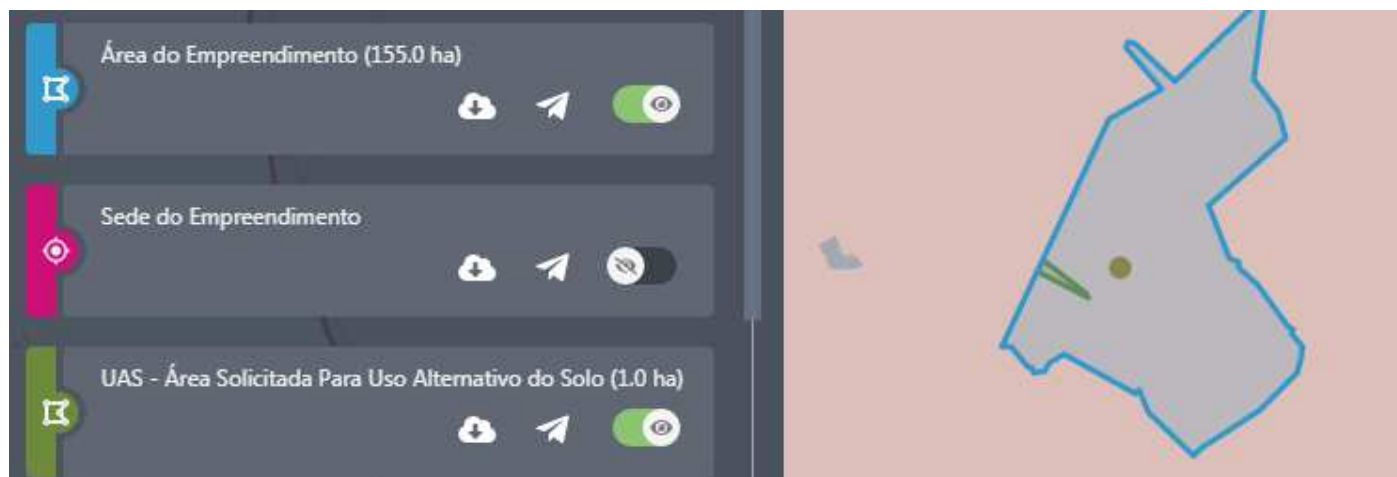 Área do Empreendimento (155.0 ha)
Sede do Empreendimento
UAS - Área Solicitada Para Uso Alternativo do Solo (1.0 ha)